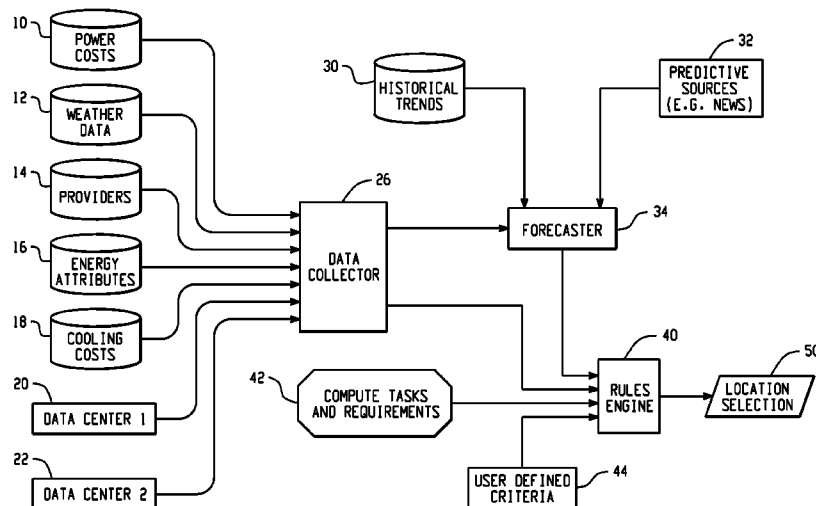 10
POWER
COSTS
12
WEATHER
DATA
14
PROVIDERS
16
ENERGY
ATTRIBUTES
18
COOLING
COSTS
20
DATA CENTER 1
22
DATA CENTER 2
26
DATA
COLLECTOR
30
HISTORICAL
TRENDS
32
PREDICTIVE
SOURCES
(E.G. NEWS)
FORECASTER
34
42
COMPUTE TASKS
AND REQUIREMENTS
40
RULES
ENGINE
50
LOCATION
SELECTION
USER DEFINED
CRITERIA
44